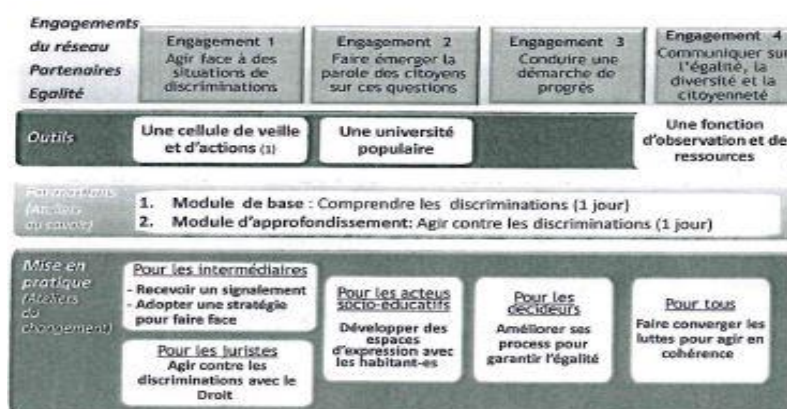 Engagements
du réseau
Partenaires
Egalité
Engagement 1
Agir face à des
situations de
discriminations
Engagement 2
Faire émerger la
parole des citoyens
sur ces questions
Engagement 3
Conduire une
démarche de
progrès
Engagement 4
Communiquer sur
l'égalité, la
diversité et la
citoyenneté
Outils
Une cellule de veille
et d'actions (1)
Une université
populaire
Une fonction
d'observation et de
ressources
Formations
(Ateliers
du savoir)
1. Module de base : Comprendre les discriminations (1 jour)
2. Module d'approfondissement: Agir contre les discriminations (1 jour)
Mise en
pratique
(Ateliers
du
changement)
Pour les intermédiaires
- Recevoir un signalement
- Adopter une stratégie
pour faire face
Pour les juristes
Agir contre les
discriminations avec le
Droit
Pour les acteus
socio-éducatifs
Développer des
espaces
d'expression avec
les habitant-es
Pour les
décideurs
Améliorer ses
process pour
garantir l'égalité
Pour tous
Faire converger les
luttes pour agir en
cohérence